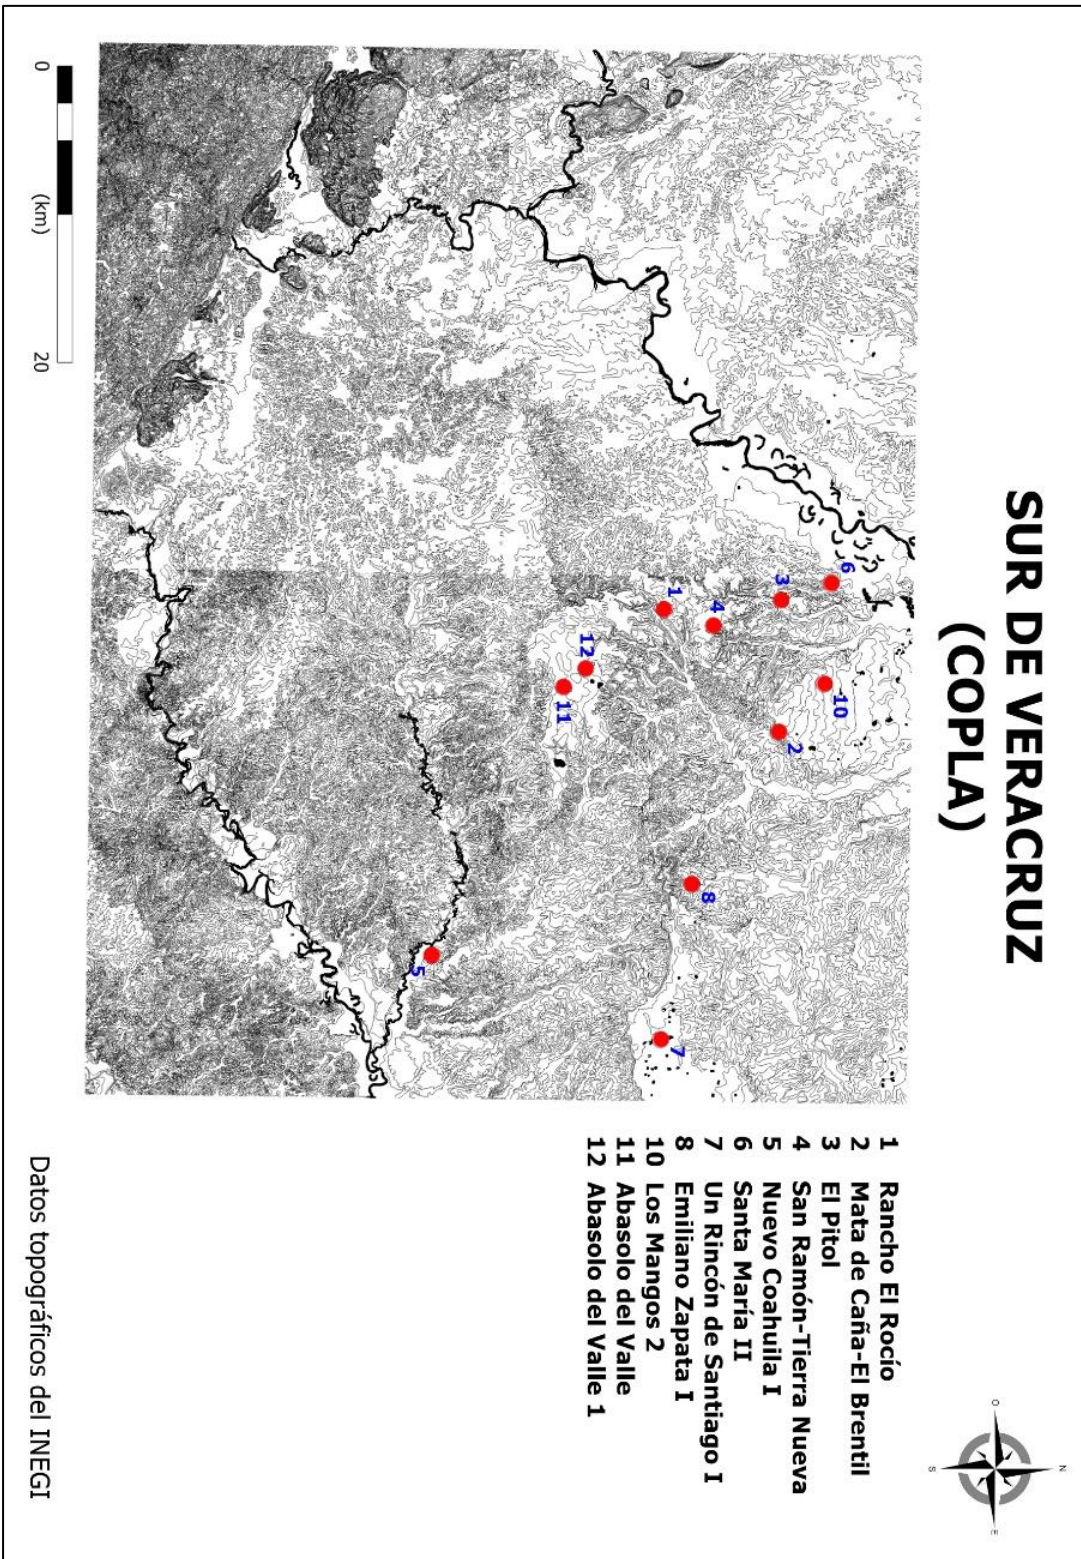 SUR DE VERACRUZ
(COPLA)
N
O
E
S
6
3
10
4
2
1
12
8
11
7
5
1 Rancho El Rocío
2 Mata de Caña-El Brentil
3 El Pitol
4 San Ramón-Tierra Nueva
5 Nuevo Coahuila I
6 Santa María II
7 Un Rincón de Santiago I
8 Emiliano Zapata I
10 Los Mangos 2
11 Abasolo del Valle
12 Abasolo del Valle 1
0 (km) 20
Datos topográficos del INEGI